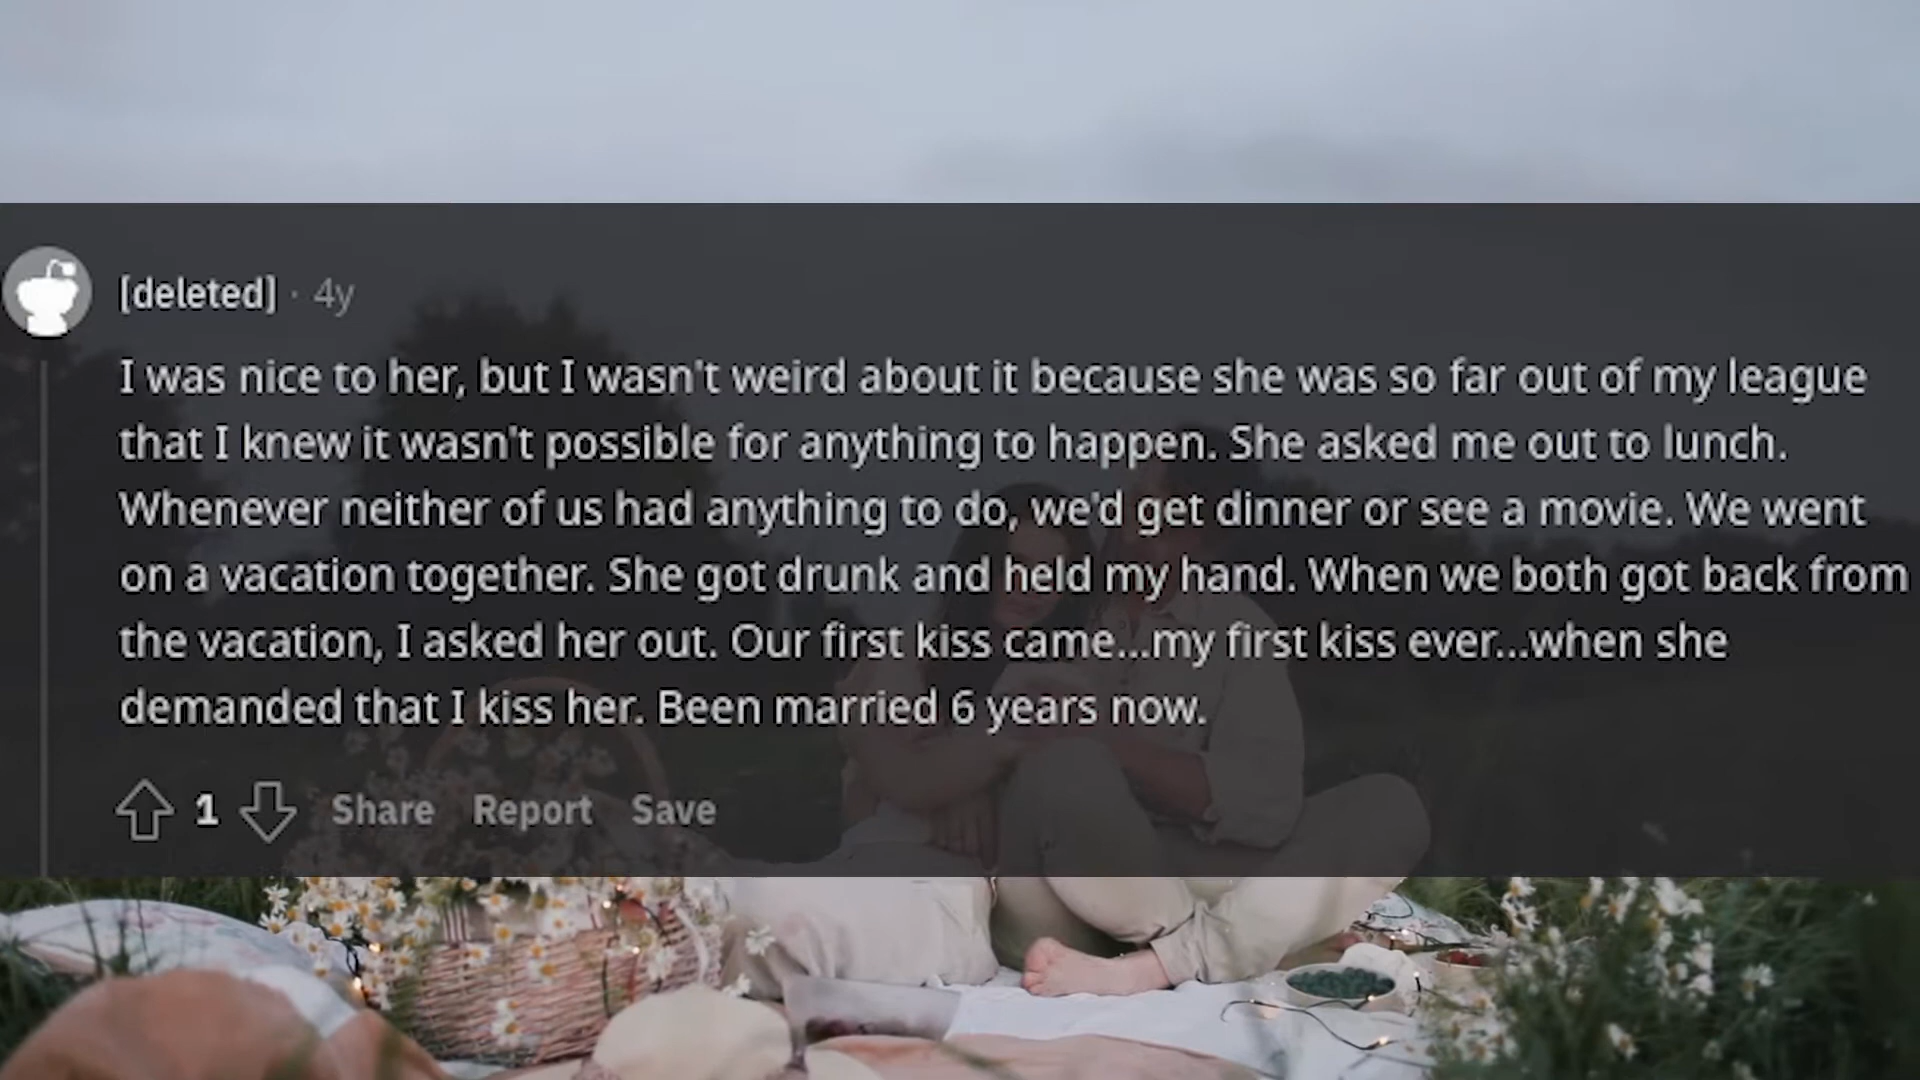 [deleted] · 4y
I was nice to her, but I wasn't weird about it because she was so far out of my league
that I knew it wasn't possible for anything to happen. She asked me out to lunch.
Whenever neither of us had anything to do, we'd get dinner or see a movie. We went
on a vacation together. She got drunk and held my hand. When we both got back from
the vacation, I asked her out. Our first kiss came...my first kiss ever...when she
demanded that I kiss her. Been married 6 years now.
1 Share Report Save